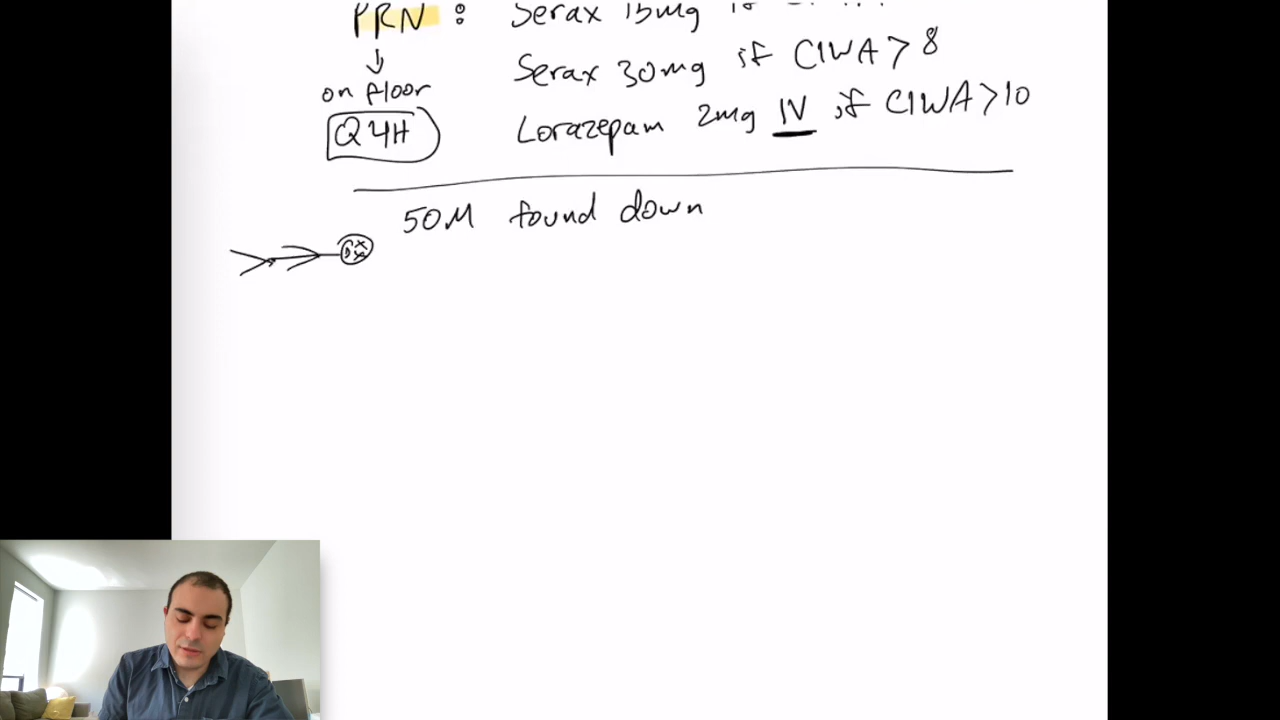 PRN : Serax 15mg if
on floor Serax 30mg if CIWA > 8
Q4H Lorazepam 2mg IV if CIWA > 10
50M found down